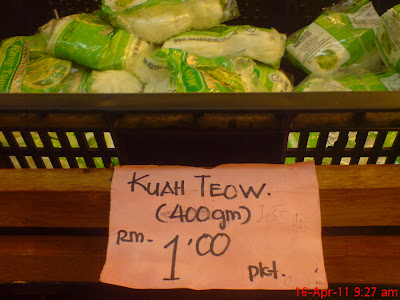 KUAH TEOW.
(400gm)
RM- 1.00 pkt.
16-Apr-11 9:27 am